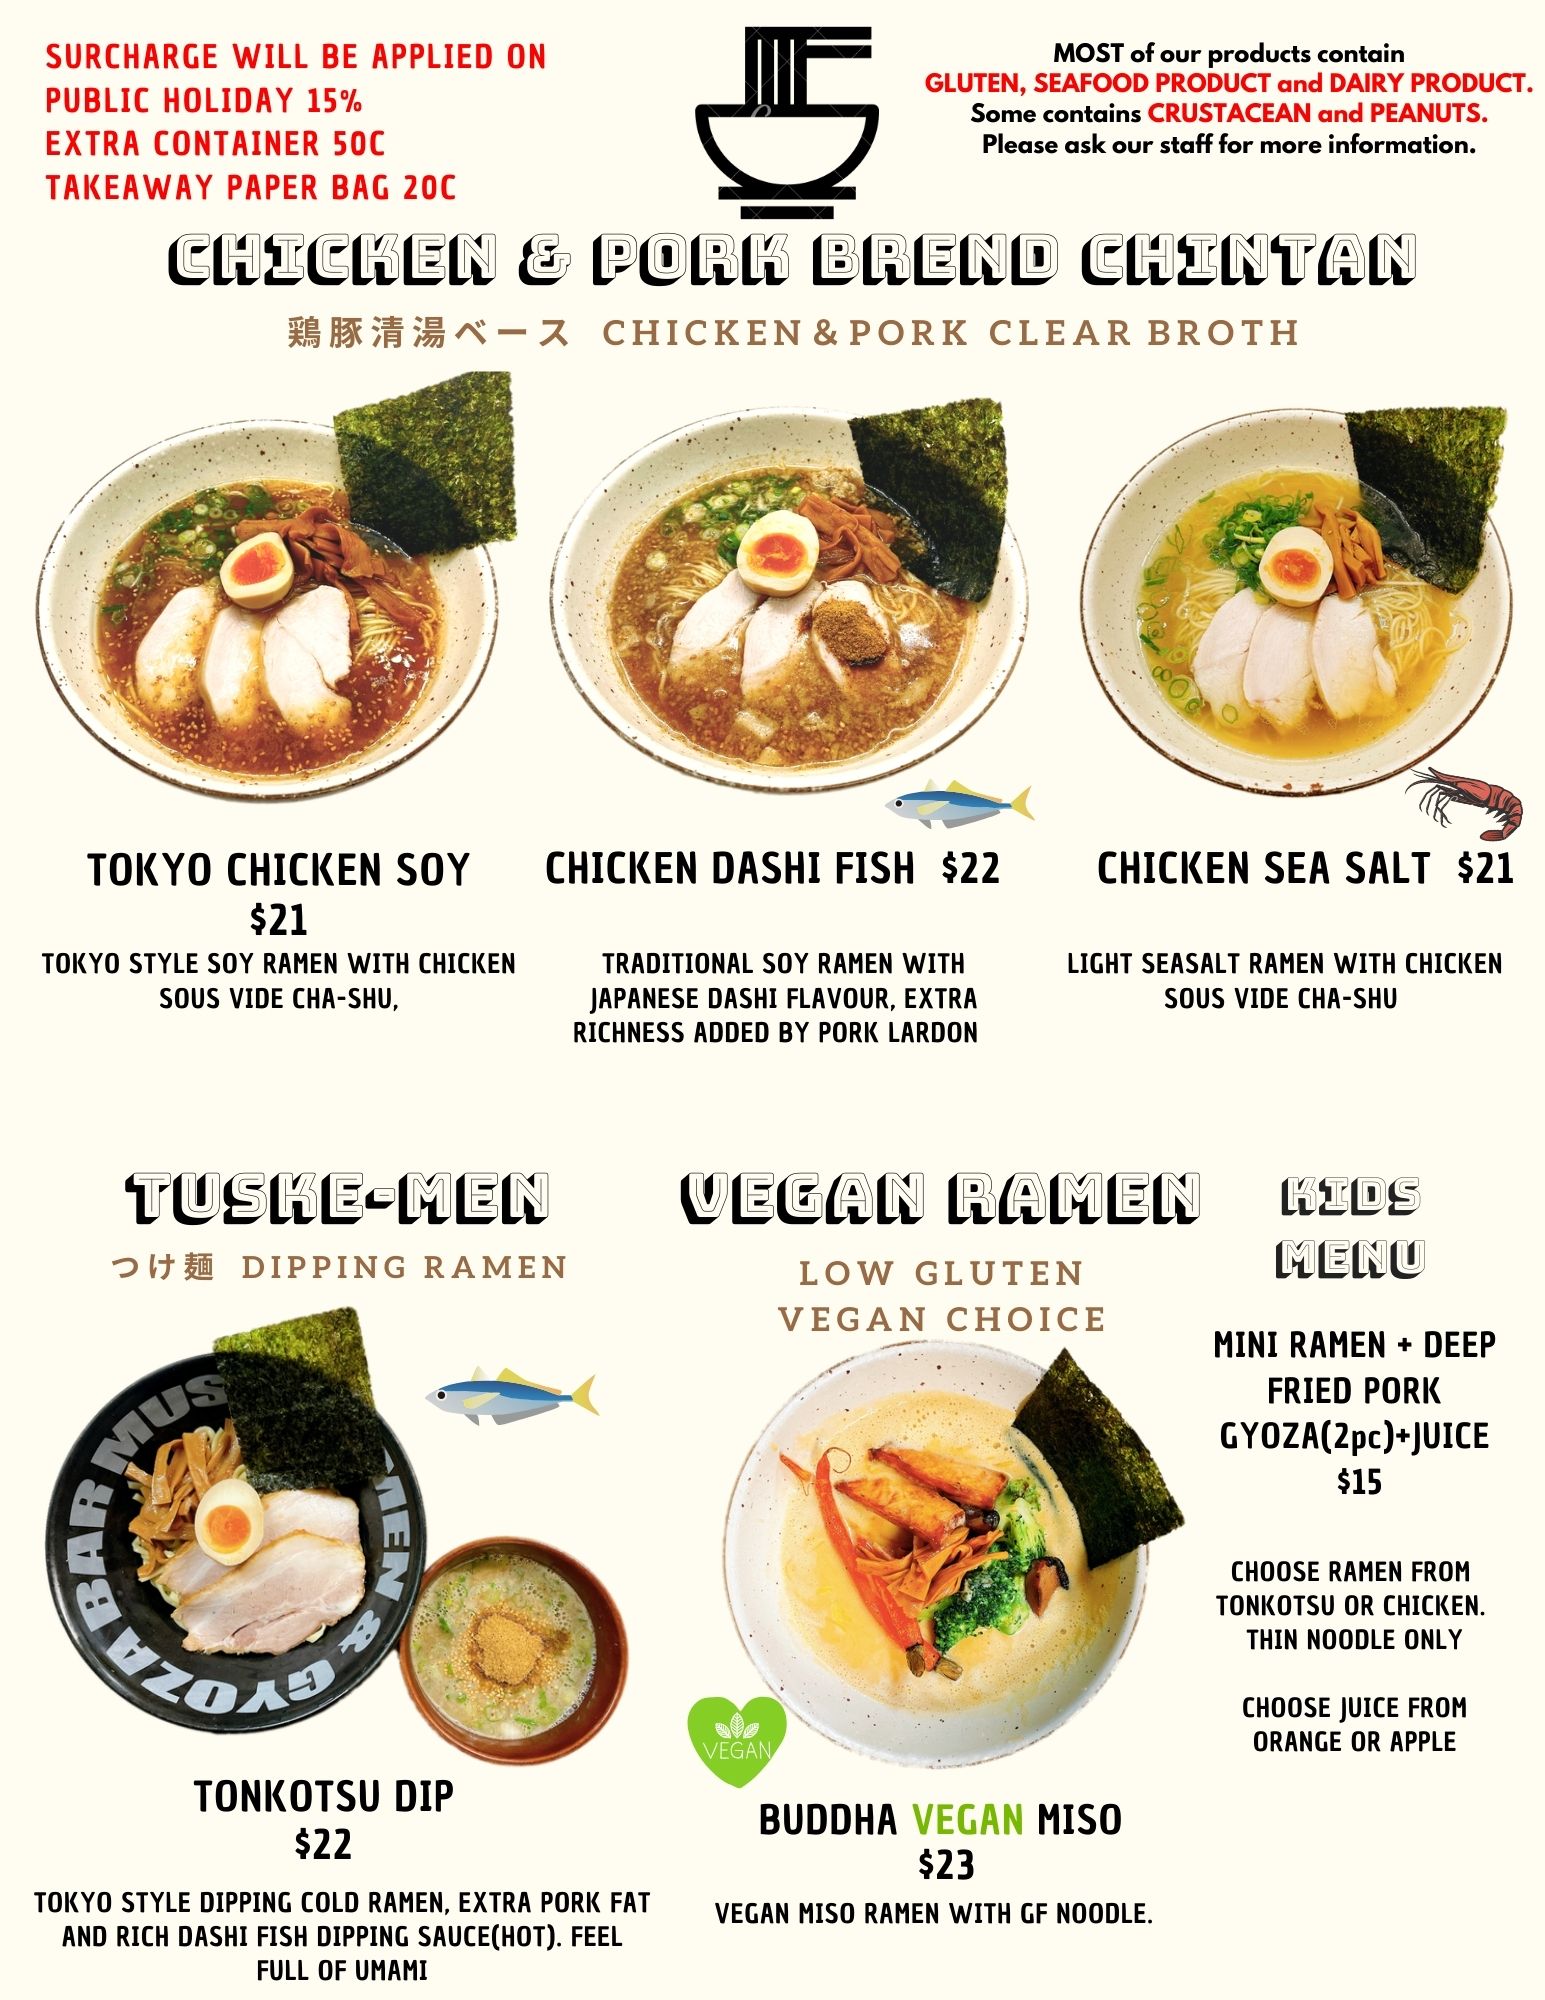 SURCHARGE WILL BE APPLIED ON
PUBLIC HOLIDAY 15%
EXTRA CONTAINER 50C
TAKEAWAY PAPER BAG 20C
MOST of our products contain
GLUTEN, SEAFOOD PRODUCT and DAIRY PRODUCT.
Some contains CRUSTACEAN and PEANUTS.
Please ask our staff for more information.
CHICKEN & PORK BREND CHINTAN
鶏豚清湯ベース CHICKEN&PORK CLEAR BROTH
TOKYO CHICKEN SOY
$21
TOKYO STYLE SOY RAMEN WITH CHICKEN
SOUS VIDE CHA-SHU,
CHICKEN DASHI FISH $22
TRADITIONAL SOY RAMEN WITH
JAPANESE DASHI FLAVOUR, EXTRA
RICHNESS ADDED BY PORK LARDON
CHICKEN SEA SALT $21
LIGHT SEASALT RAMEN WITH CHICKEN
SOUS VIDE CHA-SHU
TUSKE-MEN
つけ麺 DIPPING RAMEN
BAR MUS
MEN & GYOZA
TONKOTSU DIP
$22
TOKYO STYLE DIPPING COLD RAMEN, EXTRA PORK FAT
AND RICH DASHI FISH DIPPING SAUCE(HOT). FEEL
FULL OF UMAMI
VEGAN RAMEN
LOW GLUTEN
VEGAN CHOICE
VEGAN
BUDDHA VEGAN MISO
$23
VEGAN MISO RAMEN WITH GF NOODLE.
KIDS
MENU
MINI RAMEN + DEEP
FRIED PORK
GYOZA(2pc)+JUICE
$15
CHOOSE RAMEN FROM
TONKOTSU OR CHICKEN.
THIN NOODLE ONLY
CHOOSE JUICE FROM
ORANGE OR APPLE